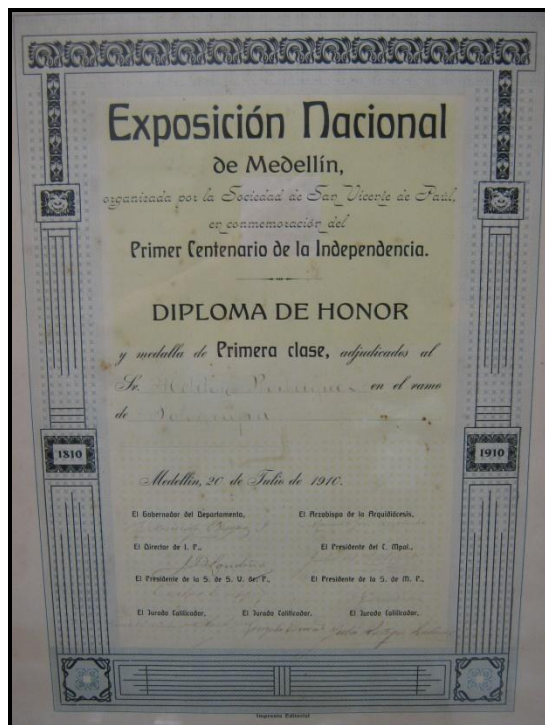 Exposición Nacional
de Medellín,
organizada por la Sociedad de San Vicente de Paúl,
en conmemoración del
Primer Centenario de la Independencia.
DIPLOMA DE HONOR
y medalla de Primera clase, adjudicados al
Sr. Melitón Rodríguez en el ramo
de Fotografía
1810
1910
Medellín, 20 de Julio de 1910.
El Gobernador del Departamento, El Arzobispo de la Arquidiócesis,
El Director de I. P., El Presidente del C. Mpal.,
El Presidente de la S. de S. V. de P., El Presidente de la S. de M. P.,
El Jurado Calificador, El Jurado Calificador, El Jurado Calificador,
Imprenta Editorial